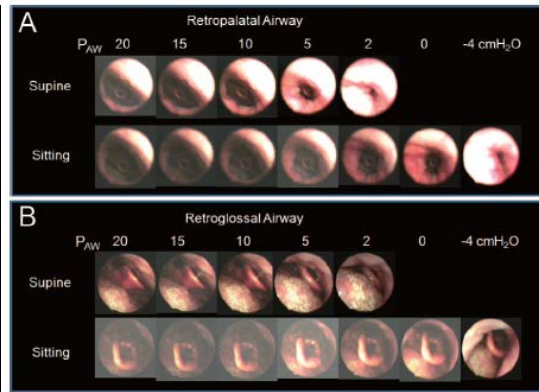 A
Retropalatal Airway
PAW 20 15 10 5 2 0 -4 cmH2O
Supine
Sitting
B
Retroglossal Airway
PAW 20 15 10 5 2 0 -4 cmH2O
Supine
Sitting